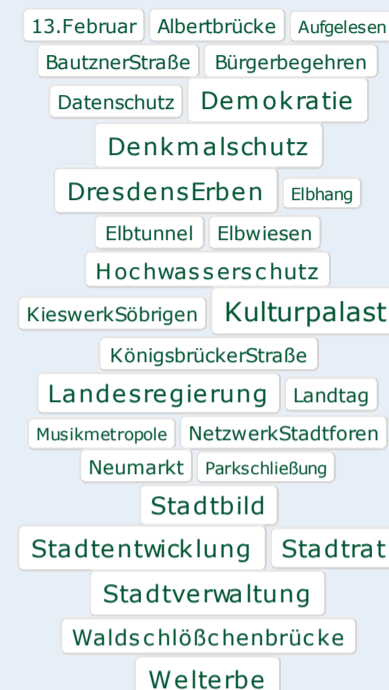 13.Februar Albertbrücke Aufgelesen
BautznerStraße Bürgerbegehren
Datenschutz Demokratie
Denkmalschutz
DresdensErben Elbhang
Elbtunnel Elbwiesen
Hochwasserschutz
KieswerkSöbrigen Kulturpalast
KönigsbrückerStraße
Landesregierung Landtag
Musikmetropole NetzwerkStadtforen
Neumarkt Parkschließung
Stadtbild
Stadtentwicklung Stadtrat
Stadtverwaltung
Waldschlößchenbrücke
Welterbe